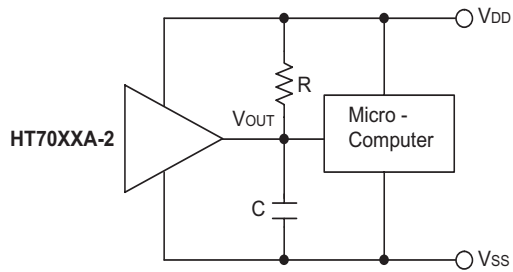 VDD
R
VOUT
Micro -
Computer
HT70XXA-2
C
VSS